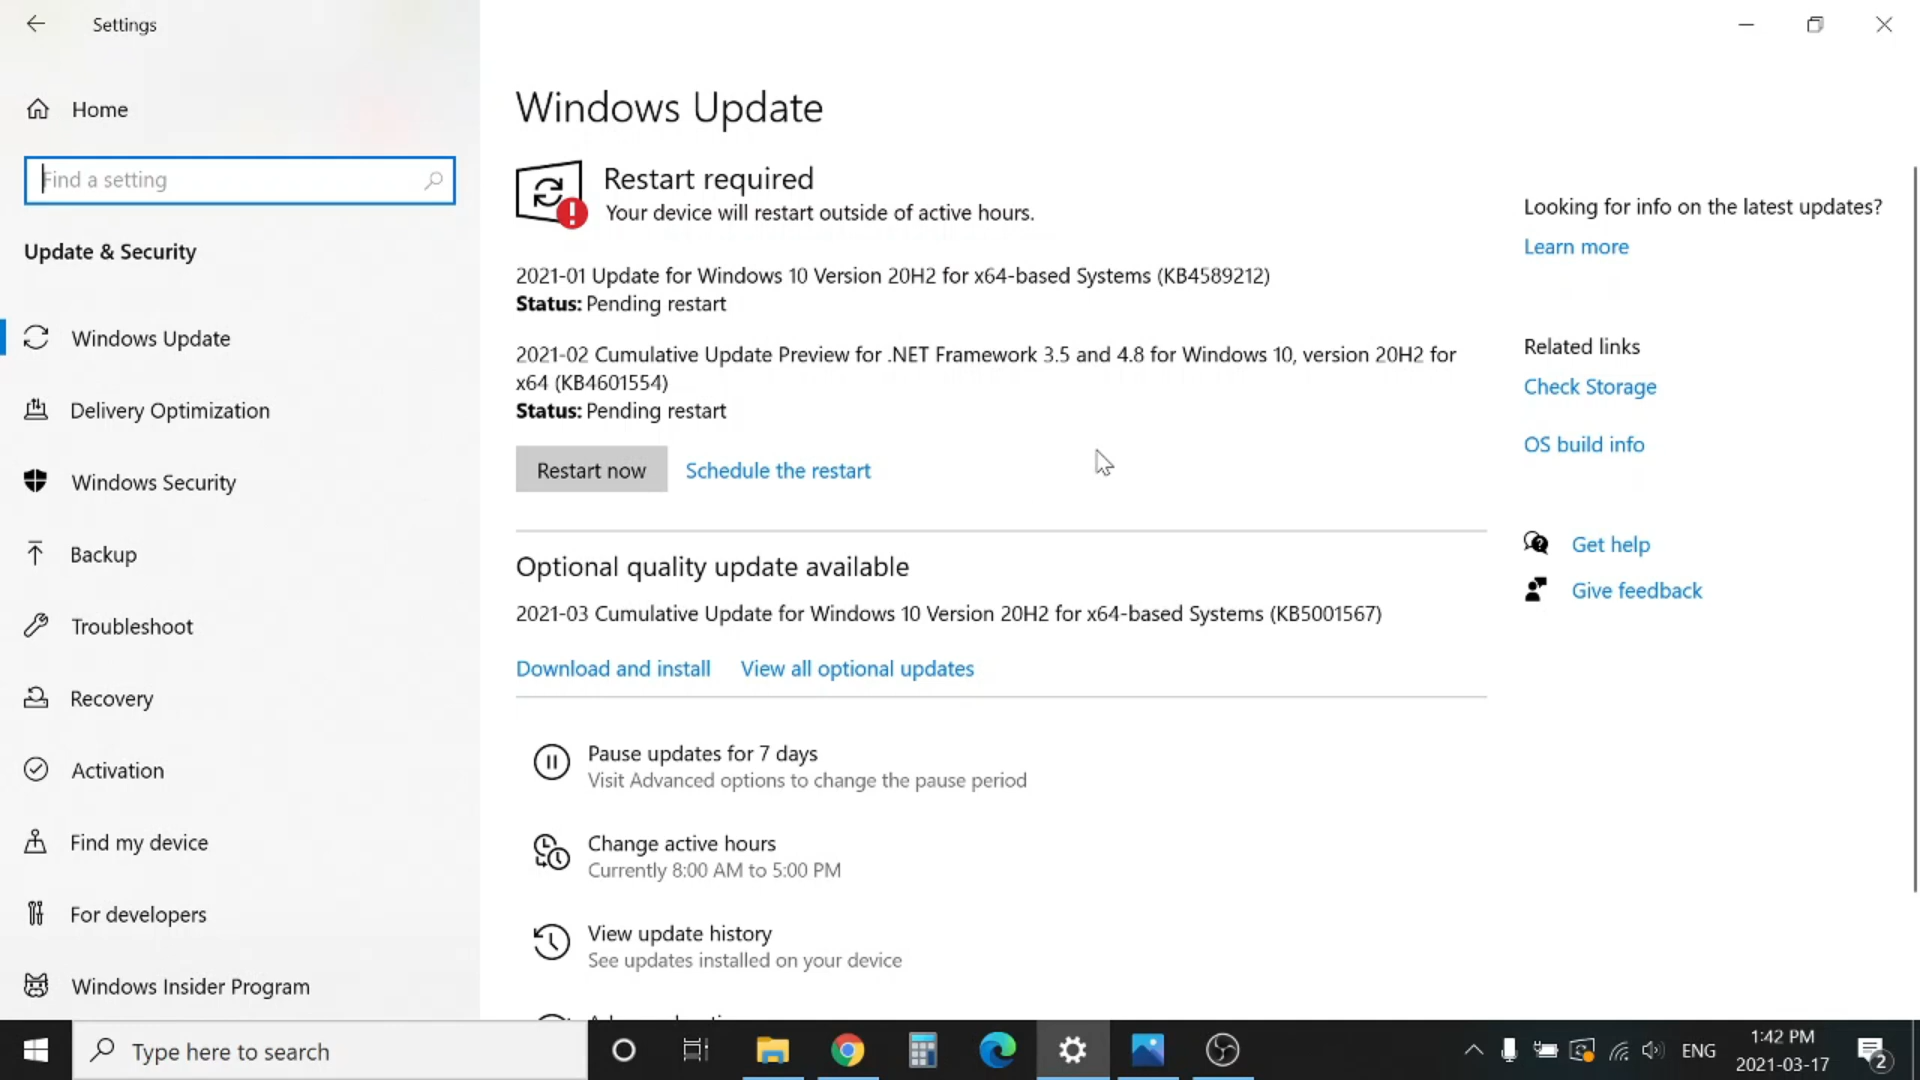 Settings
Home
Find a setting
Update & Security
Windows Update
Delivery Optimization
Windows Security
Backup
Troubleshoot
Recovery
Activation
Find my device
For developers
Windows Insider Program
Windows Update
Restart required
Your device will restart outside of active hours.
2021-01 Update for Windows 10 Version 20H2 for x64-based Systems (KB4589212)
Status: Pending restart
2021-02 Cumulative Update Preview for .NET Framework 3.5 and 4.8 for Windows 10, version 20H2 for
x64 (KB4601554)
Status: Pending restart
Restart now
Schedule the restart
Optional quality update available
2021-03 Cumulative Update for Windows 10 Version 20H2 for x64-based Systems (KB5001567)
Download and install
View all optional updates
Pause updates for 7 days
Visit Advanced options to change the pause period
Change active hours
Currently 8:00 AM to 5:00 PM
View update history
See updates installed on your device
Looking for info on the latest updates?
Learn more
Related links
Check Storage
OS build info
Get help
Give feedback
Type here to search
ENG
1:42 PM
2021-03-17
2